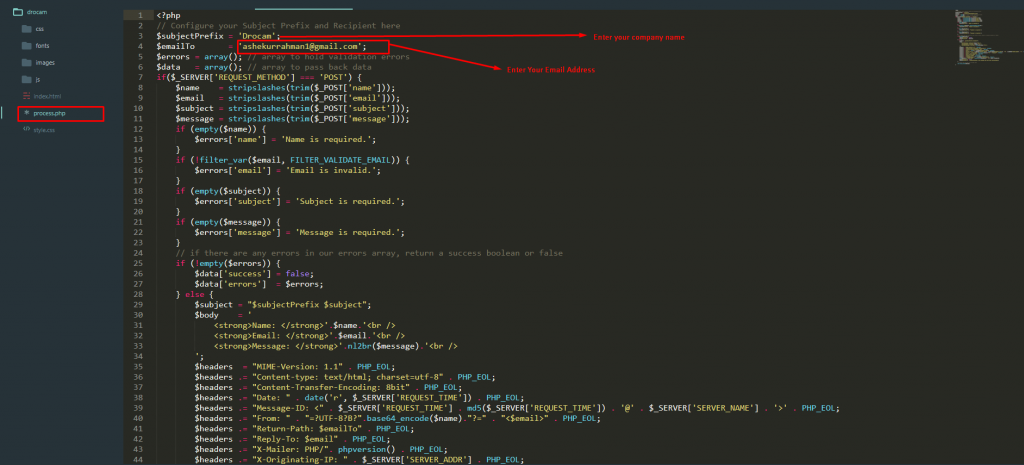 drocam
css
fonts
images
js
index.html
process.php
style.css
1 <?php
2 // Configure your Subject Prefix and Recipient here
3 $subjectPrefix = 'Drocam';
Enter your company name
4 $emailTo       = 'ashekurrahman1@gmail.com';
5 $errors = array(); // array to hold validation errors
6 $data   = array(); // array to pass back data
Enter Your Email Address
7 if($_SERVER['REQUEST_METHOD'] === 'POST') {
8     $name    = stripslashes(trim($_POST['name']));
9     $email   = stripslashes(trim($_POST['email']));
10     $subject = stripslashes(trim($_POST['subject']));
11     $message = stripslashes(trim($_POST['message']));
12     if (empty($name)) {
13         $errors['name'] = 'Name is required.';
14     }
15     if (!filter_var($email, FILTER_VALIDATE_EMAIL)) {
16         $errors['email'] = 'Email is invalid.';
17     }
18     if (empty($subject)) {
19         $errors['subject'] = 'Subject is required.';
20     }
21     if (empty($message)) {
22         $errors['message'] = 'Message is required.';
23     }
24     // if there are any errors in our errors array, return a success boolean or false
25     if (!empty($errors)) {
26         $data['success'] = false;
27         $data['errors']  = $errors;
28     } else {
29         $subject = "$subjectPrefix $subject";
30         $body    = '
31             <strong>Name: </strong>'.$name.'<br />
32             <strong>Email: </strong>'.$email.'<br />
33             <strong>Message: </strong>'.nl2br($message).'<br />
34         ';
35         $headers  = "MIME-Version: 1.1" . PHP_EOL;
36         $headers .= "Content-type: text/html; charset=utf-8" . PHP_EOL;
37         $headers .= "Content-Transfer-Encoding: 8bit" . PHP_EOL;
38         $headers .= "Date: " . date('r', $_SERVER['REQUEST_TIME']) . PHP_EOL;
39         $headers .= "Message-ID: <" . $_SERVER['REQUEST_TIME'] . md5($_SERVER['REQUEST_TIME']) . '@' . $_SERVER['SERVER_NAME'] . '>' . PHP_EOL;
40         $headers .= "From: " . "=?UTF-8?B?".base64_encode($name)."?=" . "<$email>" . PHP_EOL;
41         $headers .= "Return-Path: $emailTo" . PHP_EOL;
42         $headers .= "Reply-To: $email" . PHP_EOL;
43         $headers .= "X-Mailer: PHP/". phpversion() . PHP_EOL;
44         $headers .= "X-Originating-IP: " . $_SERVER['SERVER_ADDR'] . PHP_EOL;